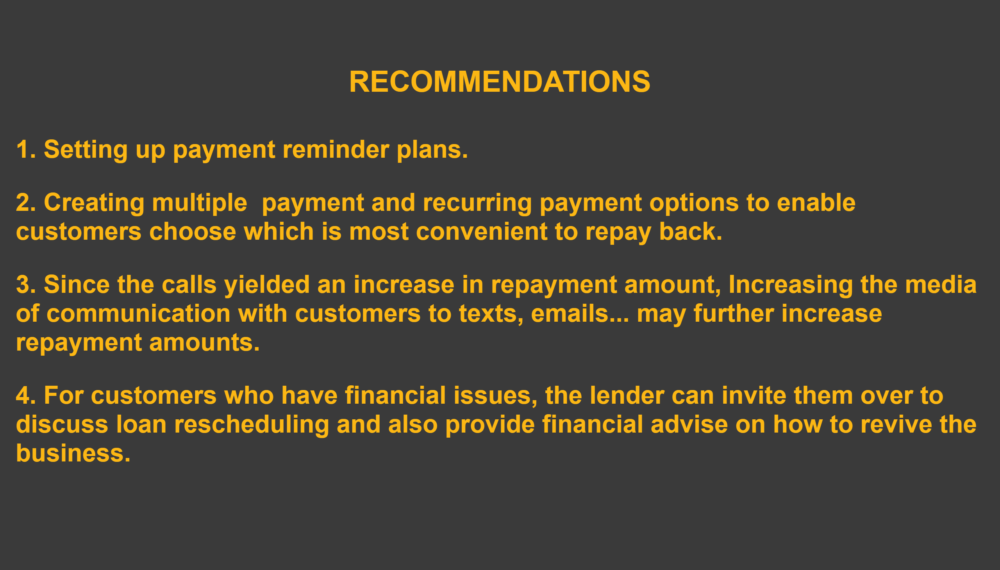 RECOMMENDATIONS
1. Setting up payment reminder plans.
2. Creating multiple  payment and recurring payment options to enable
customers choose which is most convenient to repay back.
3. Since the calls yielded an increase in repayment amount, Increasing the media
of communication with customers to texts, emails... may further increase
repayment amounts.
4. For customers who have financial issues, the lender can invite them over to
discuss loan rescheduling and also provide financial advise on how to revive the
business.